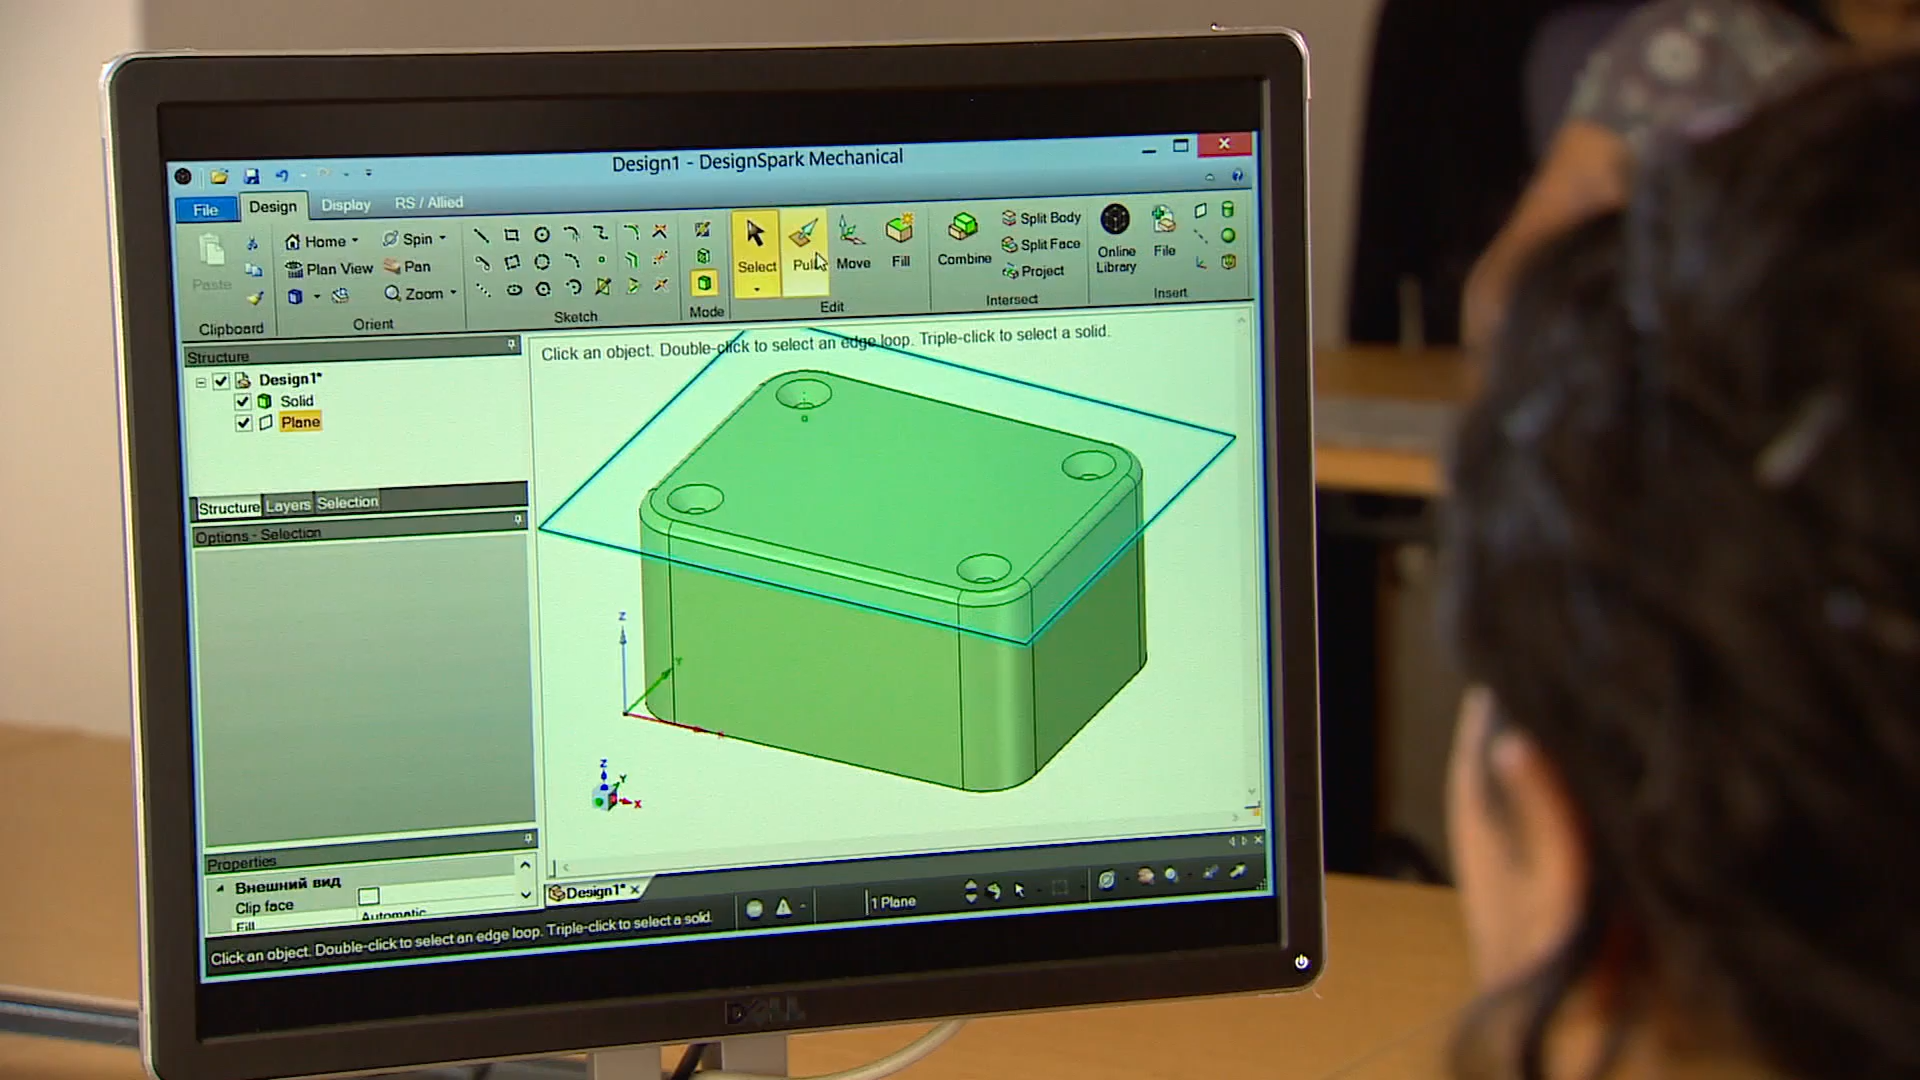 Design1 - DesignSpark Mechanical
File Design Display RS / Allied
Paste
Clipboard
Home Spin
Plan View Pan
Zoom
Orient
Sketch
Mode
Select Pull Move Fill
Edit
Combine
Split Body
Split Face
Project
Intersect
Online
Library
File
Insert
Structure
Design1*
Solid
Plane
Structure Layers Selection
Options - Selection
Click an object. Double-click to select an edge loop. Triple-click to select a solid.
Z
Y
X
Z
Y
X
Properties
Внешний вид
Clip face
Fill Automatic
Design1*
1 Plane
Click an object. Double-click to select an edge loop. Triple-click to select a solid.
DELL